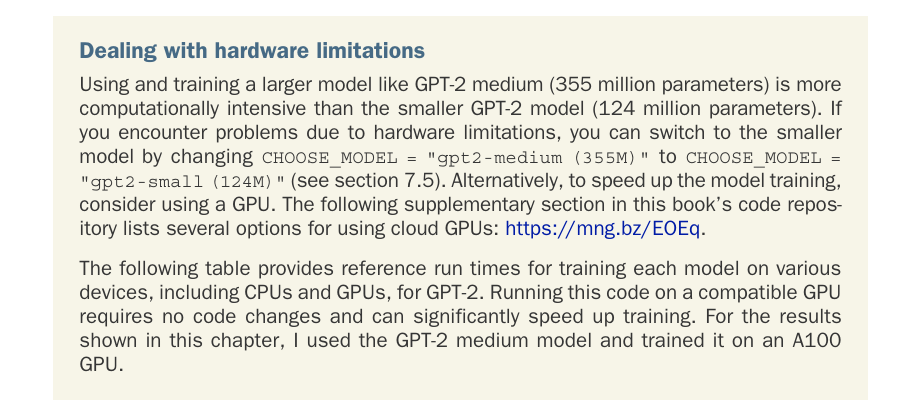 Dealing with hardware limitations
Using and training a larger model like GPT-2 medium (355 million parameters) is more
computationally intensive than the smaller GPT-2 model (124 million parameters). If
you encounter problems due to hardware limitations, you can switch to the smaller
model by changing CHOOSE_MODEL = "gpt2-medium (355M)" to CHOOSE_MODEL =
"gpt2-small (124M)" (see section 7.5). Alternatively, to speed up the model training,
consider using a GPU. The following supplementary section in this book's code repos-
itory lists several options for using cloud GPUs: https://mng.bz/EOEq.
The following table provides reference run times for training each model on various
devices, including CPUs and GPUs, for GPT-2. Running this code on a compatible GPU
requires no code changes and can significantly speed up training. For the results
shown in this chapter, I used the GPT-2 medium model and trained it on an A100
GPU.